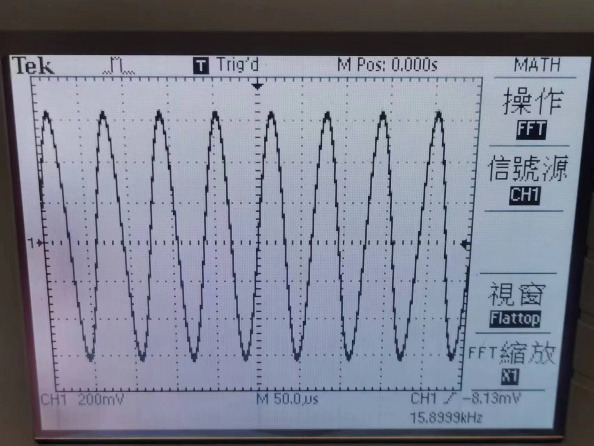 Tek T Trig'd M Pos: 0.000s MATH
操作
FFT
信號源
CH1
1
視窗
Flattop
FFT縮放
X1
CH1 200mV M 50.0µs CH1 -8.13mV
15.8999kHz